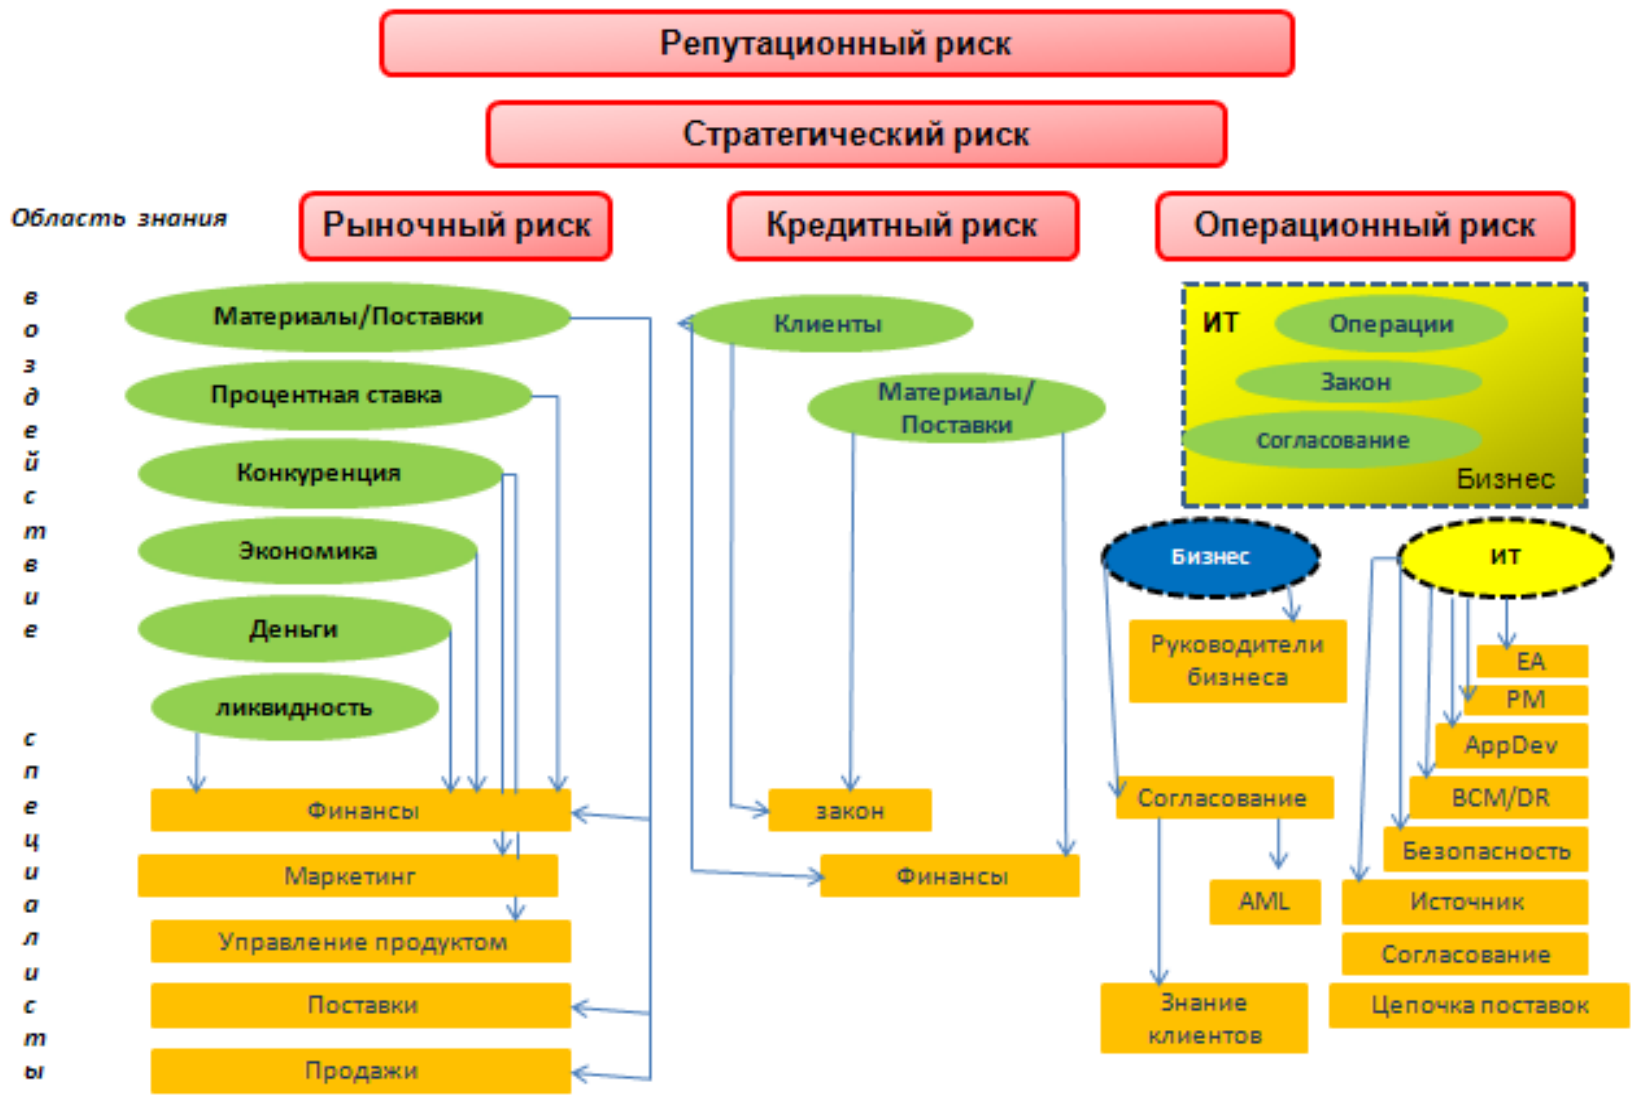 Репутационный риск
Стратегический риск
Область знания
Рыночный риск
Кредитный риск
Операционный риск
воздействие
специалисты
Материалы/Поставки
Процентная ставка
Конкуренция
Экономика
Деньги
ликвидность
Финансы
Маркетинг
Управление продуктом
Поставки
Продажи
Клиенты
Материалы/
Поставки
закон
Финансы
ИТ
Операции
Закон
Согласование
Бизнес
Бизнес
ИТ
Руководители
бизнеса
Согласование
AML
Знание
клиентов
EA
PM
AppDev
BCM/DR
Безопасность
Источник
Согласование
Цепочка поставок